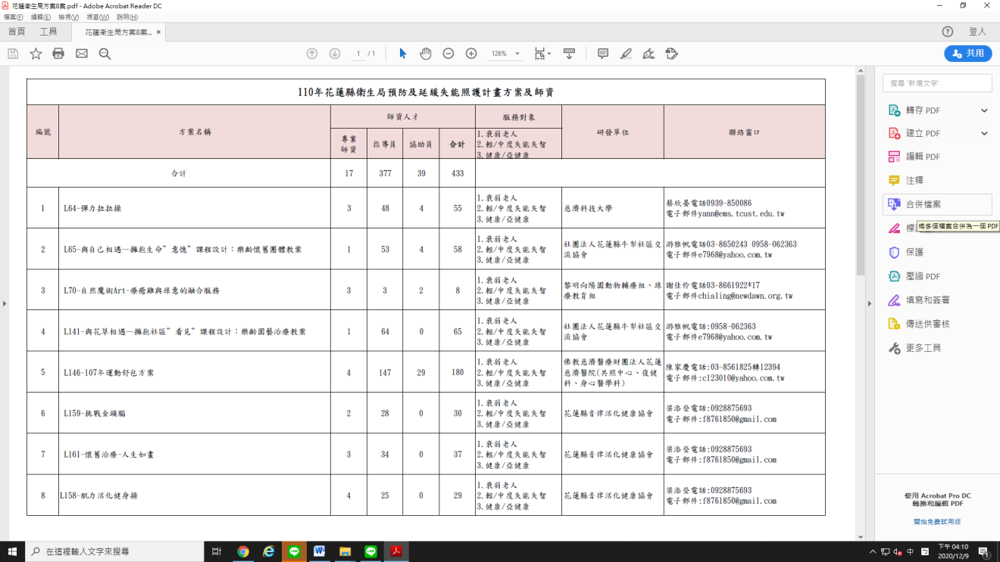 花蓮衛生局方案8案.pdf - Adobe Acrobat Reader DC
檔案(F) 編輯(E) 檢視(V) 視窗(W) 說明(H)
首頁 工具 花蓮衛生局方案8案... × 登入
1 / 1 126% 共用
110年花蓮縣衛生局預防及延緩失能照護計畫方案及師資
編號 方案名稱 師資人才 服務對象 研發單位 聯絡窗口
專業師資 指導員 協助員 合計 1.衰弱老人
2.輕/中度失能失智
3.健康/亞健康
合計 17 377 39 433
1 L64-彈力拉拉操 3 48 4 55 1.衰弱老人 慈濟科技大學 蔡欣晏電話0939-850086
2.輕/中度失能失智 電子郵件yann@ems.tcust.edu.tw
3.健康/亞健康
2 L65-與自己相遇—擁抱生命”意憶”課程設計：樂齡懷舊團體教案 1 53 4 58 1.衰弱老人 社團法人花蓮縣牛犁社區交 游雅帆電話03-8650243 0958-062363
2.輕/中度失能失智 流協會 電子郵件e7968@yahoo.com.tw
3.健康/亞健康
3 L70-自然魔術Art-療癒雞與綠意的融合服務 3 3 2 8 1.衰弱老人 黎明向陽園動物輔療組、綠 謝佳伶電話03-8661922*17
2.輕/中度失能失智 療教育組 電子郵件chialing@newdawn.org.tw
3.健康/亞健康
4 L141-與花草相遇—擁抱社區”看見”課程設計：樂齡園藝治療教案 1 64 0 65 1.衰弱老人 社團法人花蓮縣牛犁社區交 游雅帆電話:0958-062363
2.輕/中度失能失智 流協會 電子郵件e7968@yahoo.com.tw
3.健康/亞健康
5 L146-107年運動舒包方案 4 147 29 180 1.衰弱老人 佛教慈濟醫療財團法人花蓮 陳家慶電話:03-8561825轉12394
2.輕/中度失能失智 慈濟醫院(共照中心、復健 電子郵件:c123010@yahoo.com.tw
3.健康/亞健康 科、身心醫學科)
6 L159-挑戰金頭腦 2 28 0 30 1.衰弱老人 花蓮縣音律活化健康協會 梁添登電話:0928875693
2.輕/中度失能失智 電子郵件:f8761850@gmail.com
3.健康/亞健康
7 L161-懷舊治療-人生如畫 3 34 0 37 1.衰弱老人 花蓮縣音律活化健康協會 梁添登電話:0928875693
2.輕/中度失能失智 電子郵件:f8761850@gmail.com
3.健康/亞健康
8 L158-肌力活化健身操 4 25 0 29 1.衰弱老人 花蓮縣音律活化健康協會 梁添登電話:0928875693
2.輕/中度失能失智 電子郵件:f8761850@gmail.com
3.健康/亞健康
搜尋 '新增文字'
轉存 PDF
建立 PDF
編輯 PDF
注釋
合併檔案
將多個檔案合併為一個 PDF
保護
壓縮 PDF
填寫和簽署
傳送供審核
更多工具
使用 Acrobat Pro DC
轉換和編輯 PDF
開始免費試用版
在這裡輸入文字來搜尋
中
下午 04:10
2020/12/9